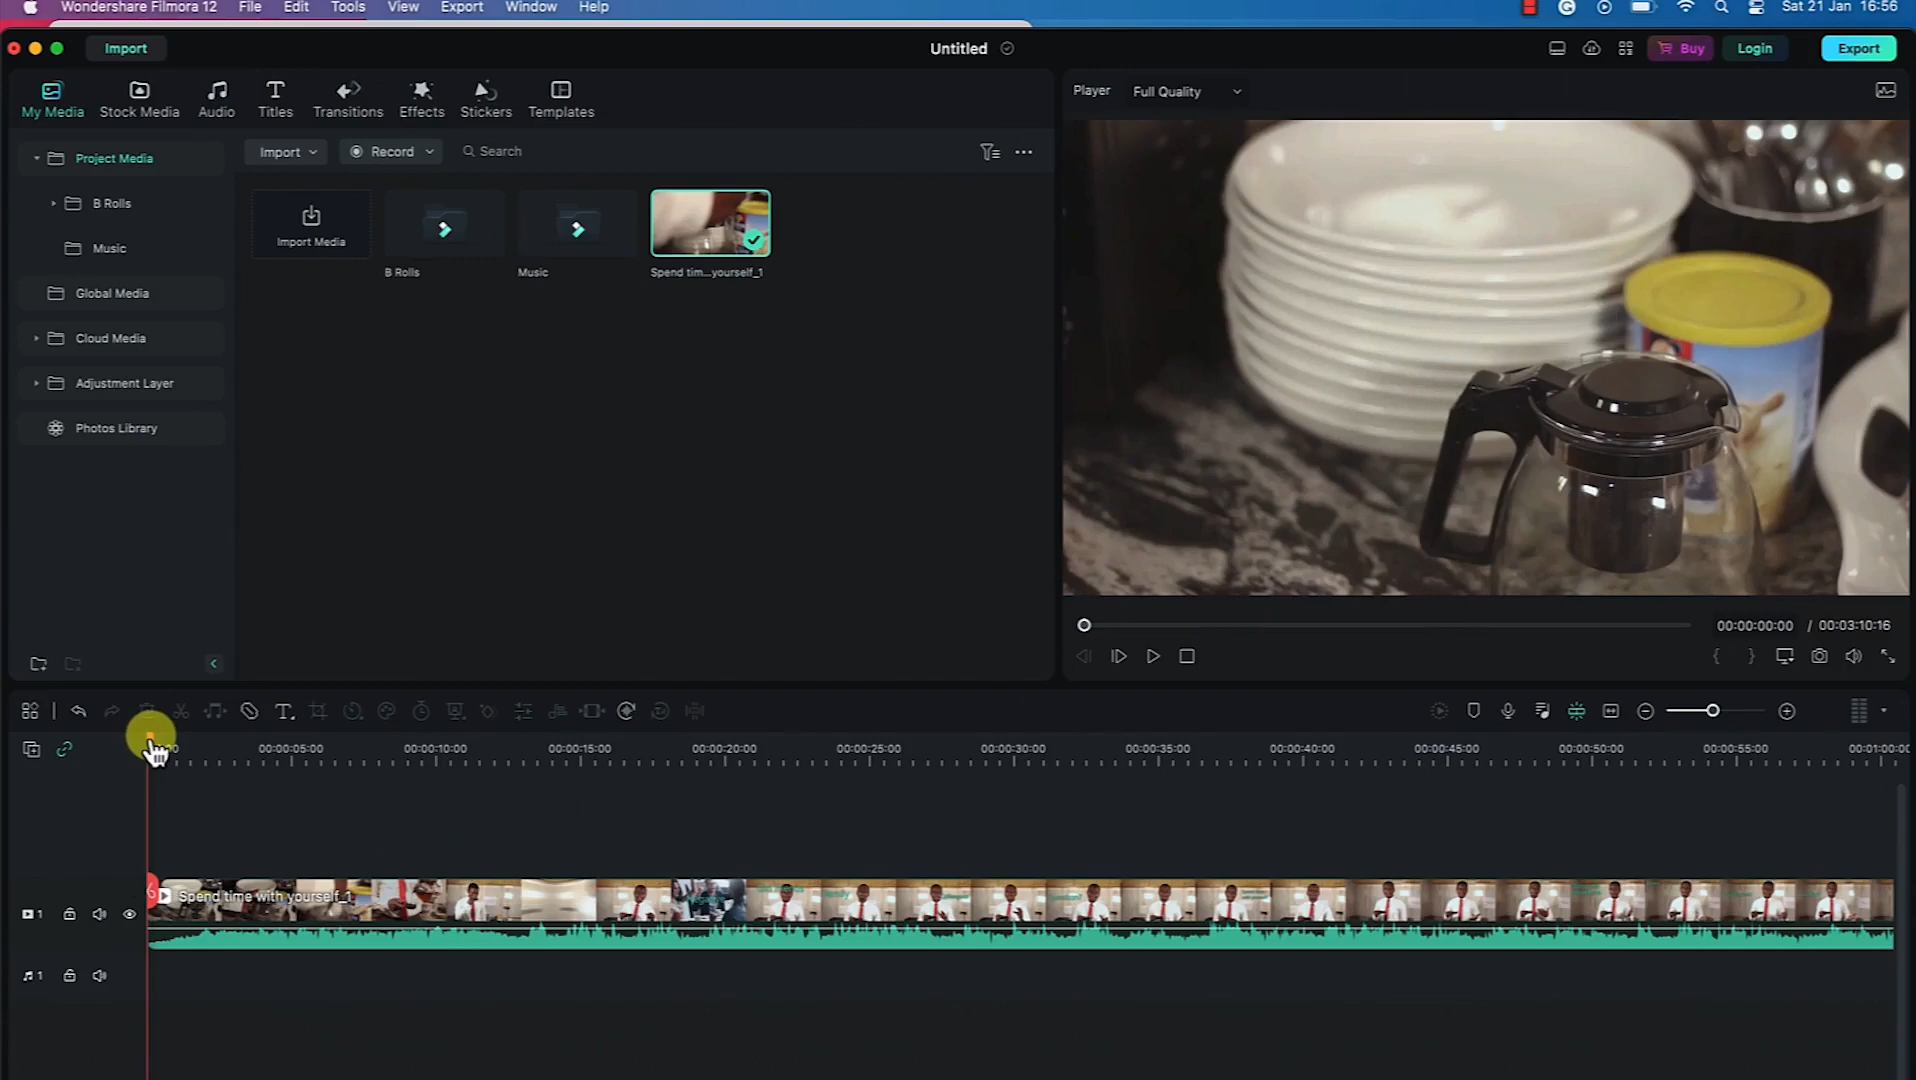 Wondershare Filmora 12 File Edit Tools View Export Window Help
Sat 21 Jan 16:56
Import
Untitled
Buy Login Export
My Media Stock Media Audio Titles Transitions Effects Stickers Templates
Player Full Quality
Project Media
Import Record Search
B Rolls
Music
Global Media
Cloud Media
Adjustment Layer
Photos Library
Import Media
B Rolls
Music
Spend tim...yourself_1
00:00:00:00 / 00:03:10:16
00:00:05:00 00:00:10:00 00:00:15:00 00:00:20:00 00:00:25:00 00:00:30:00 00:00:35:00 00:00:40:00 00:00:45:00 00:00:50:00 00:00:55:00 00:01:00:00
Spend time with yourself_1
1
1